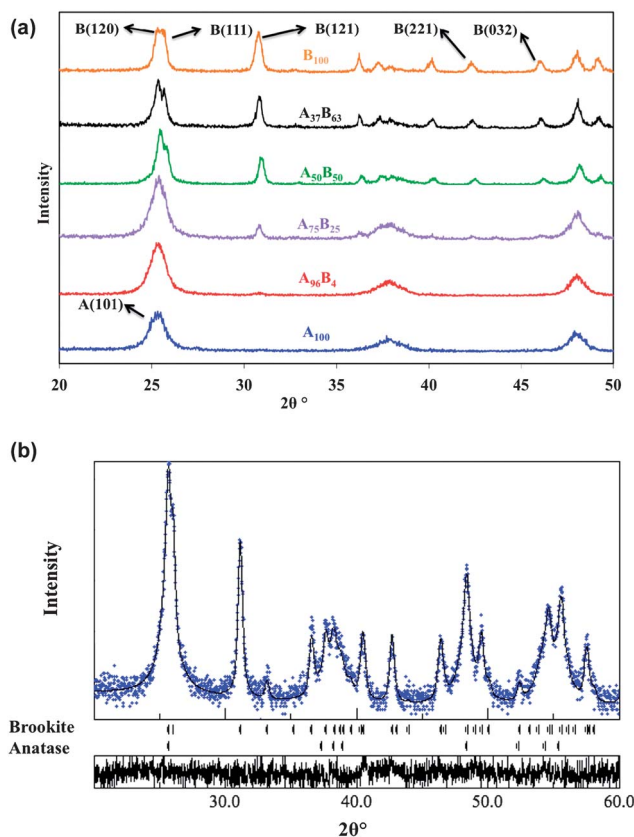 (a)
B(120) B(111) B(121) B(221) B(032)
B₁₀₀
A₃₇B₆₃
A₅₀B₅₀
A₇₅B₂₅
A₉₆B₄
A(101)
A₁₀₀
Intensity
20 25 30 35 40 45 50
2θ °
(b)
Intensity
Brookite
Anatase
30.0 40.0 50.0 60.0
2θ°